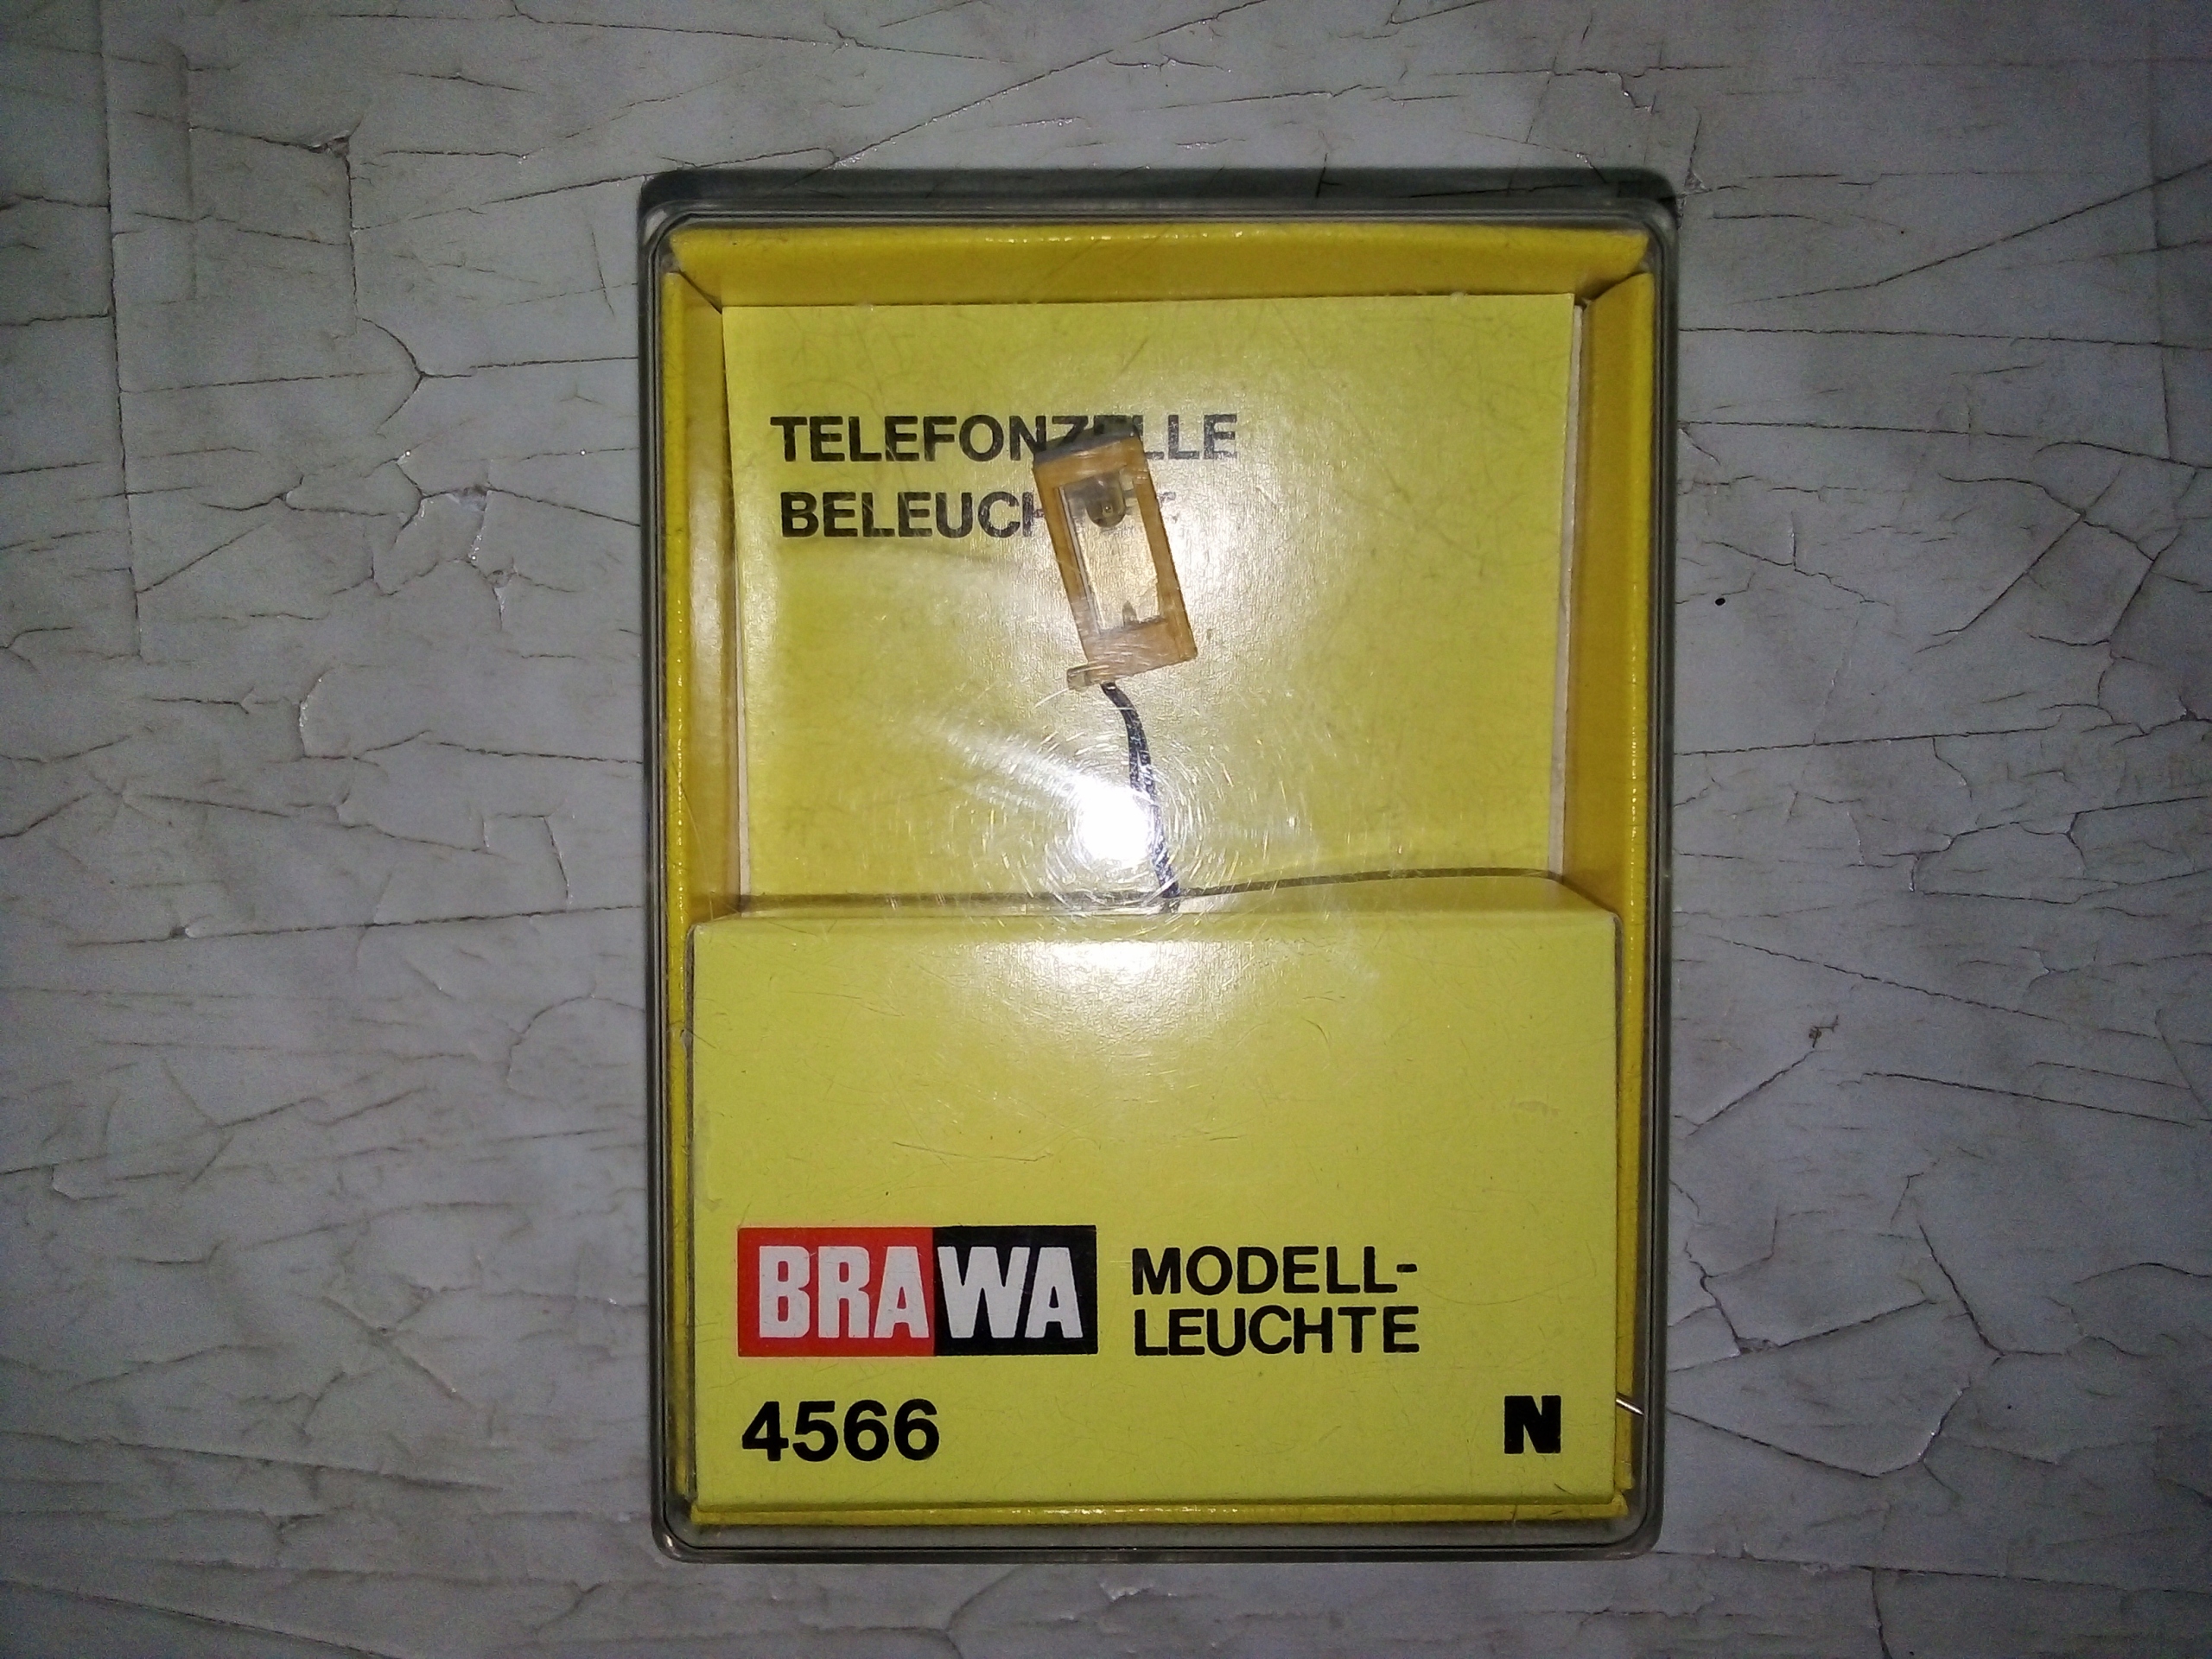 TELEFONZELLE
BRAWA
MODELL-
LEUCHTE
4566
N